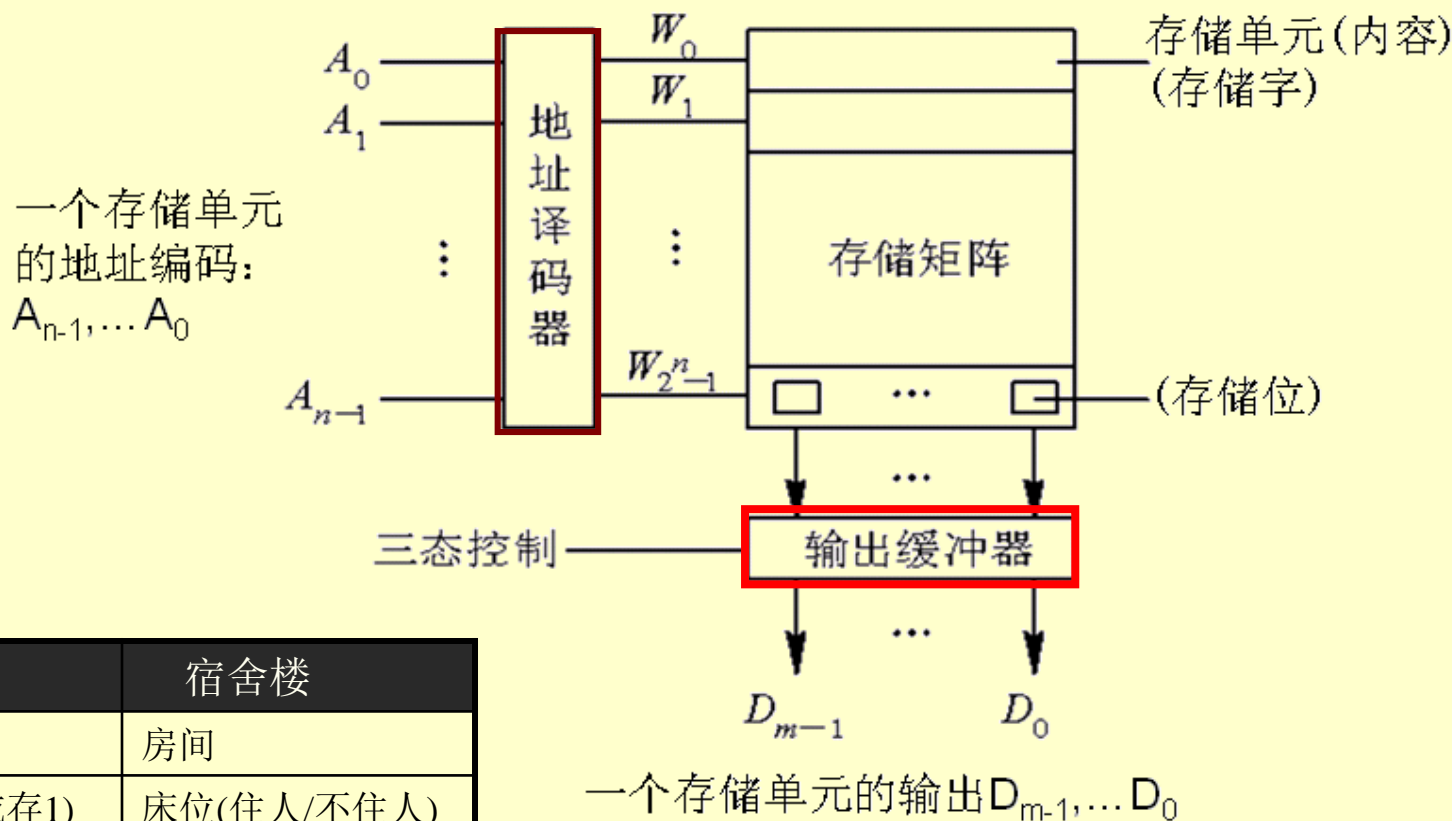 A₀
A₁
⋮
Aₙ₋₁
一个存储单元
的地址编码：
Aₙ₋₁,…A₀
地址译码器
W₀
W₁
⋮
W₂ⁿ₋₁
存储矩阵
…
存储单元(内容)
(存储字)
(存储位)
…
三态控制
输出缓冲器
…
Dₘ₋₁ D₀
一个存储单元的输出Dₘ₋₁,…D₀
宿舍楼
房间
存1) 床位(住人/不住人)